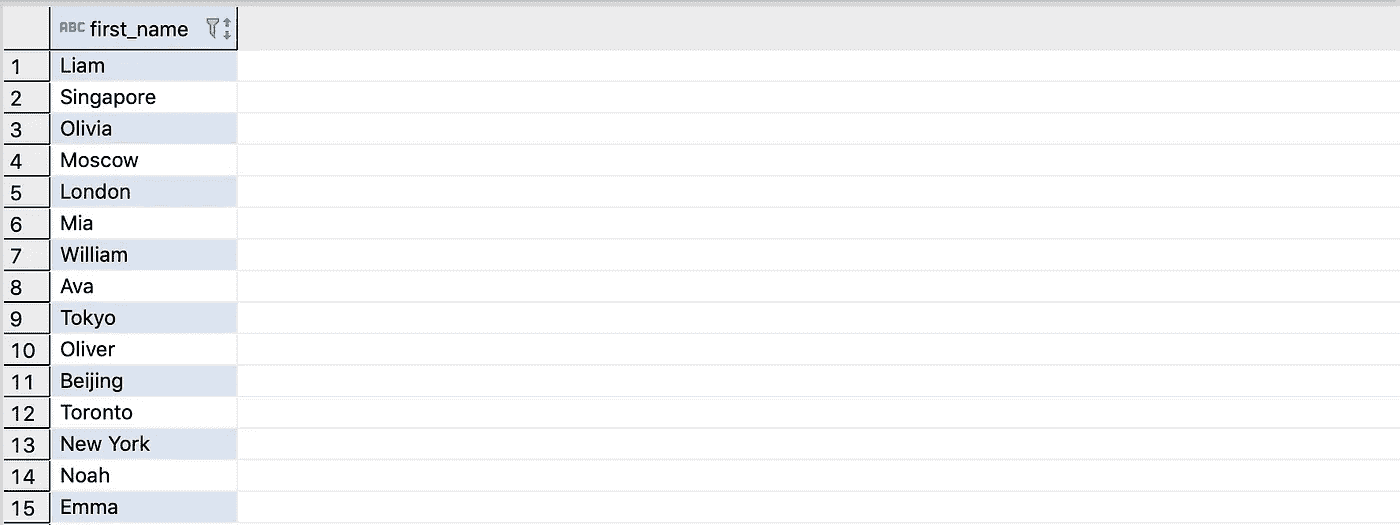 ABC first_name
1 Liam
2 Singapore
3 Olivia
4 Moscow
5 London
6 Mia
7 William
8 Ava
9 Tokyo
10 Oliver
11 Beijing
12 Toronto
13 New York
14 Noah
15 Emma